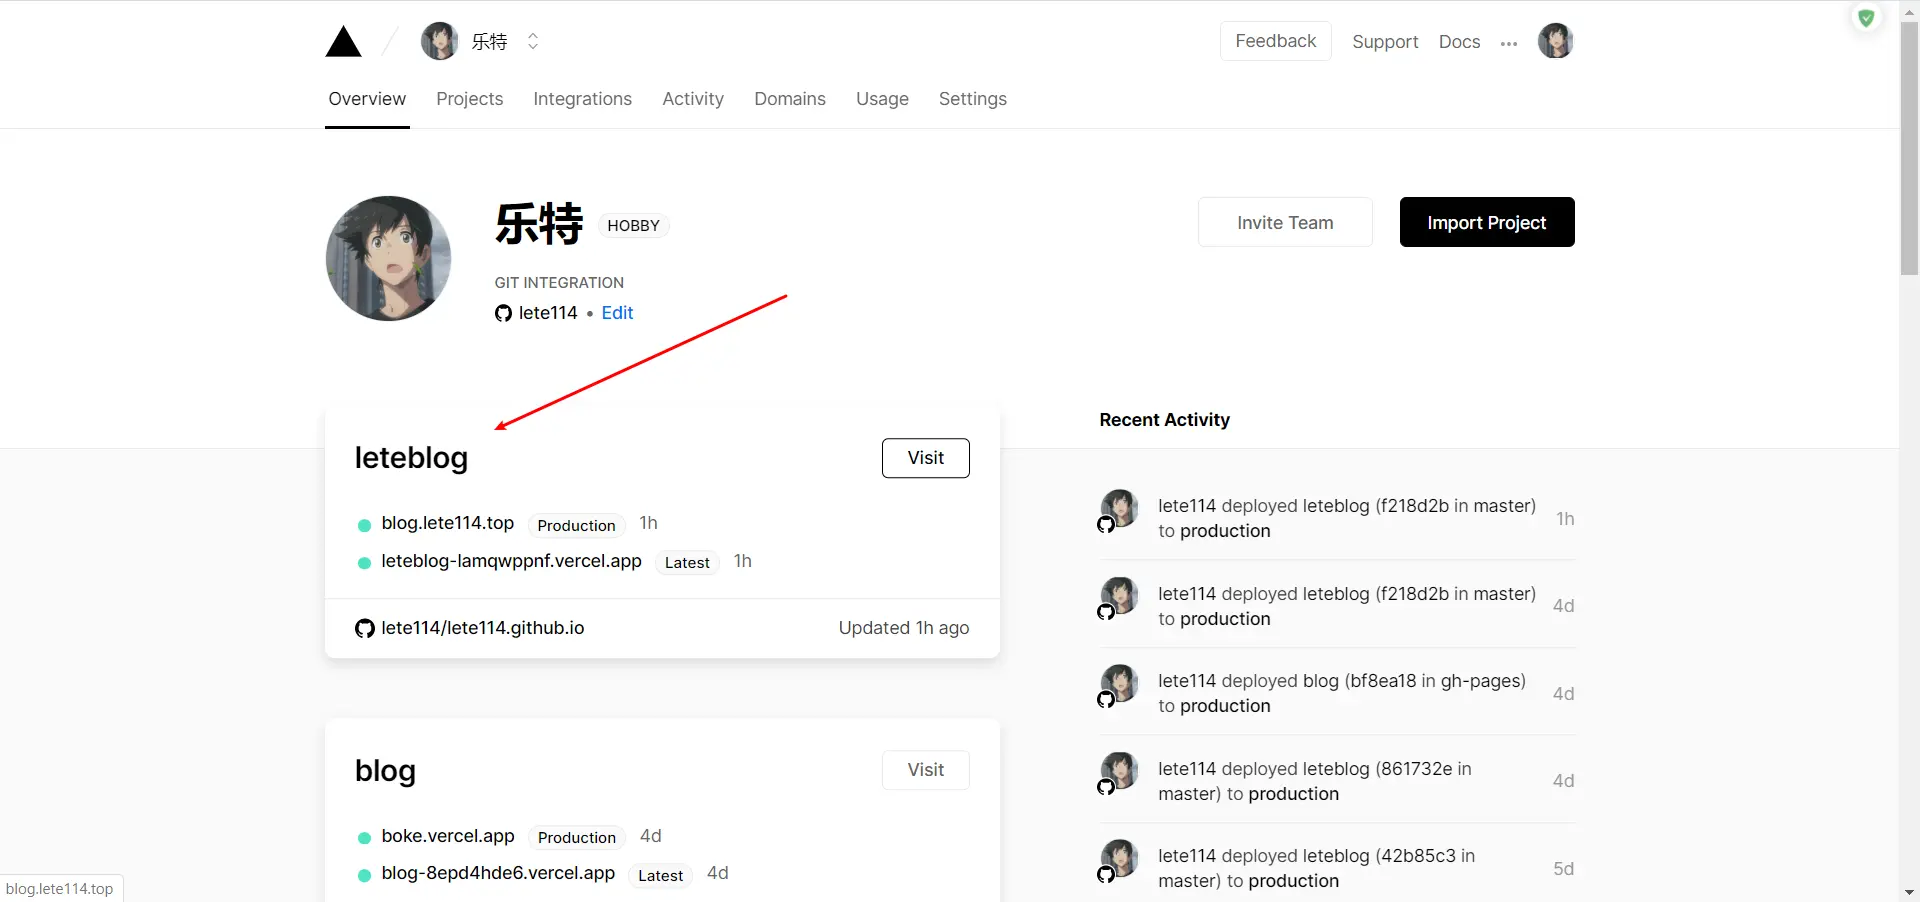 乐特
Feedback
Support
Docs
Overview
Projects
Integrations
Activity
Domains
Usage
Settings
乐特
HOBBY
Invite Team
Import Project
GIT INTEGRATION
lete114 • Edit
leteblog
Visit
blog.lete114.top Production 1h
leteblog-lamqwppnf.vercel.app Latest 1h
lete114/lete114.github.io
Updated 1h ago
blog
Visit
boke.vercel.app Production 4d
blog-8epd4hde6.vercel.app Latest 4d
Recent Activity
lete114 deployed leteblog (f218d2b in master)
to production
1h
lete114 deployed leteblog (f218d2b in master)
to production
4d
lete114 deployed blog (bf8ea18 in gh-pages)
to production
4d
lete114 deployed leteblog (861732e in
master) to production
4d
lete114 deployed leteblog (42b85c3 in
master) to production
5d
blog.lete114.top